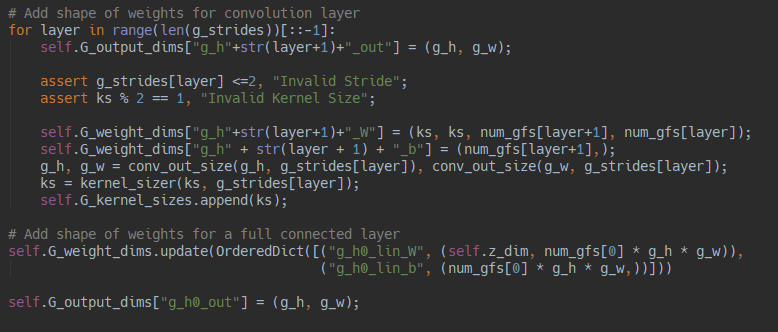 # Add shape of weights for convolution layer
for layer in range(len(g_strides))[::-1]:
    self.G_output_dims["g_h"+str(layer+1)+"_out"] = (g_h, g_w);

    assert g_strides[layer] <=2, "Invalid Stride";
    assert ks % 2 == 1, "Invalid Kernel Size";

    self.G_weight_dims["g_h"+str(layer+1)+"_W"] = (ks, ks, num_gfs[layer+1], num_gfs[layer]);
    self.G_weight_dims["g_h" + str(layer + 1) + "_b"] = (num_gfs[layer+1],);
    g_h, g_w = conv_out_size(g_h, g_strides[layer]), conv_out_size(g_w, g_strides[layer]);
    ks = kernel_sizer(ks, g_strides[layer]);
    self.G_kernel_sizes.append(ks);

# Add shape of weights for a full connected layer
self.G_weight_dims.update(OrderedDict([("g_h0_lin_W", (self.z_dim, num_gfs[0] * g_h * g_w)),
                                       ("g_h0_lin_b", (num_gfs[0] * g_h * g_w,))]))

self.G_output_dims["g_h0_out"] = (g_h, g_w);